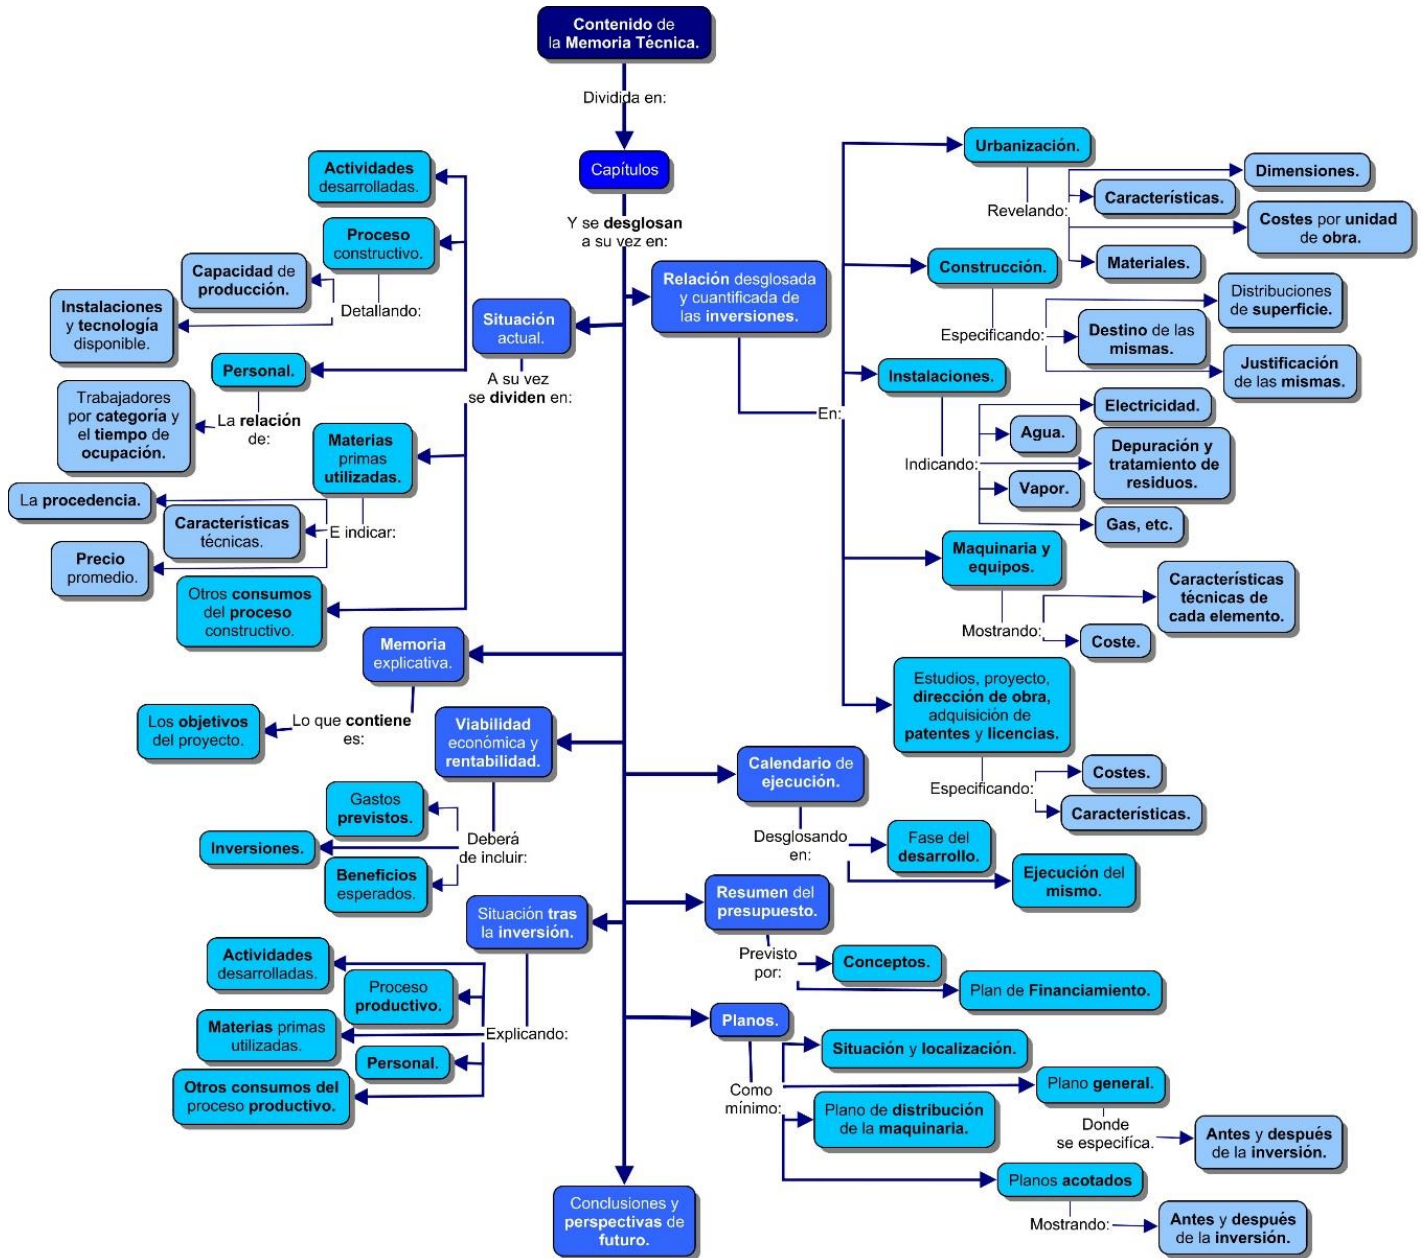 Contenido de
la Memoria Técnica.
Dividida en:
Capítulos
Y se desglosan
a su vez en:
Situación
actual.
A su vez
se dividen en:
Actividades
desarrolladas.
Proceso
constructivo.
Detallando:
Capacidad de
producción.
Instalaciones
y tecnología
disponible.
Personal.
La relación
de:
Trabajadores
por categoría y
el tiempo de
ocupación.
Materias
primas
utilizadas.
E indicar:
La procedencia.
Características
técnicas.
Precio
promedio.
Otros consumos
del proceso
constructivo.
Relación desglosada
y cuantificada de
las inversiones.
En:
Urbanización.
Revelando:
Dimensiones.
Características.
Costes por unidad
de obra.
Materiales.
Construcción.
Especificando:
Distribuciones
de superficie.
Destino de las
mismas.
Justificación
de las mismas.
Instalaciones.
Indicando:
Electricidad.
Agua.
Depuración y
tratamiento de
residuos.
Vapor.
Gas, etc.
Maquinaria y
equipos.
Mostrando:
Características
técnicas de
cada elemento.
Coste.
Estudios, proyecto,
dirección de obra,
adquisición de
patentes y licencias.
Especificando:
Costes.
Características.
Memoria
explicativa.
Lo que contiene
es:
Los objetivos
del proyecto.
Viabilidad
económica y
rentabilidad.
Deberá
de incluir:
Gastos
previstos.
Inversiones.
Beneficios
esperados.
Calendario de
ejecución.
Desglosando
en:
Fase del
desarrollo.
Ejecución del
mismo.
Resumen del
presupuesto.
Previsto
por:
Conceptos.
Plan de Financiamiento.
Situación tras
la inversión.
Explicando:
Actividades
desarrolladas.
Proceso
productivo.
Materias primas
utilizadas.
Personal.
Otros consumos del
proceso productivo.
Planos.
Como
mínimo:
Situación y localización.
Plano general.
Donde
se especifíca.
Antes y después
de la inversión.
Plano de distribución
de la maquinaria.
Planos acotados
Mostrando:
Antes y después
de la inversión.
Conclusiones y
perspectivas de
futuro.